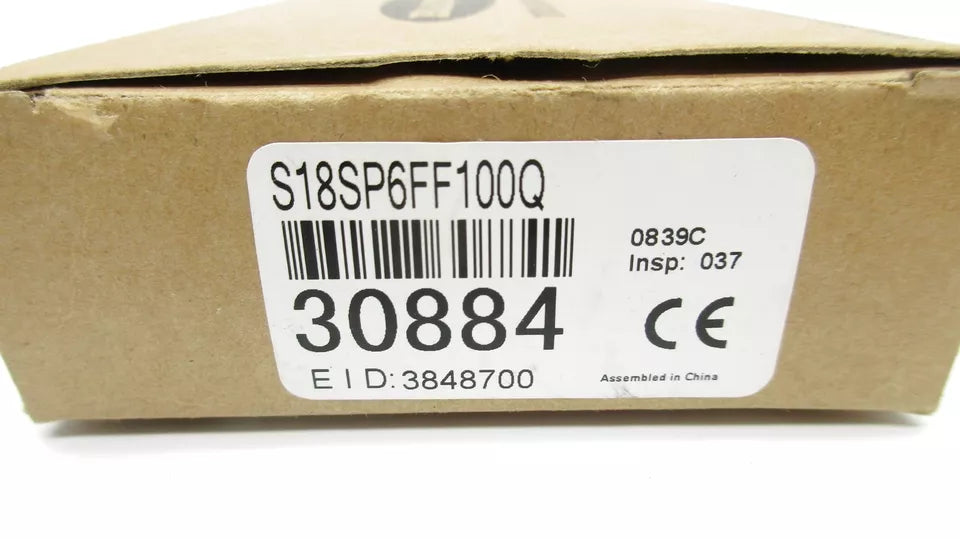 S18SP6FF100Q
30884
EID:3848700
0839C
Insp: 037
CE
Assembled in China